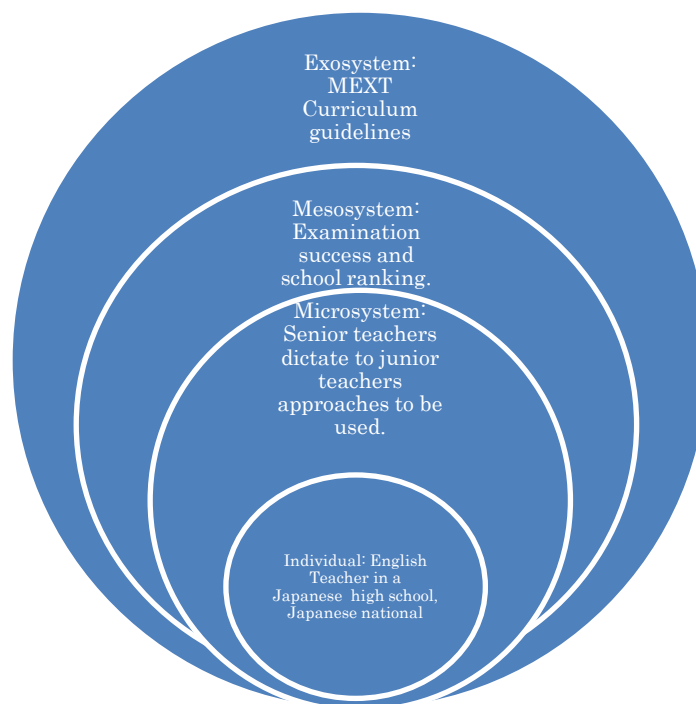 Exosystem:
MEXT
Curriculum
guidelines
Mesosystem:
Examination
success and
school ranking.
Microsystem:
Senior teachers
dictate to junior
teachers
approaches to be
used.
Individual: English
Teacher in a
Japanese high school,
Japanese national